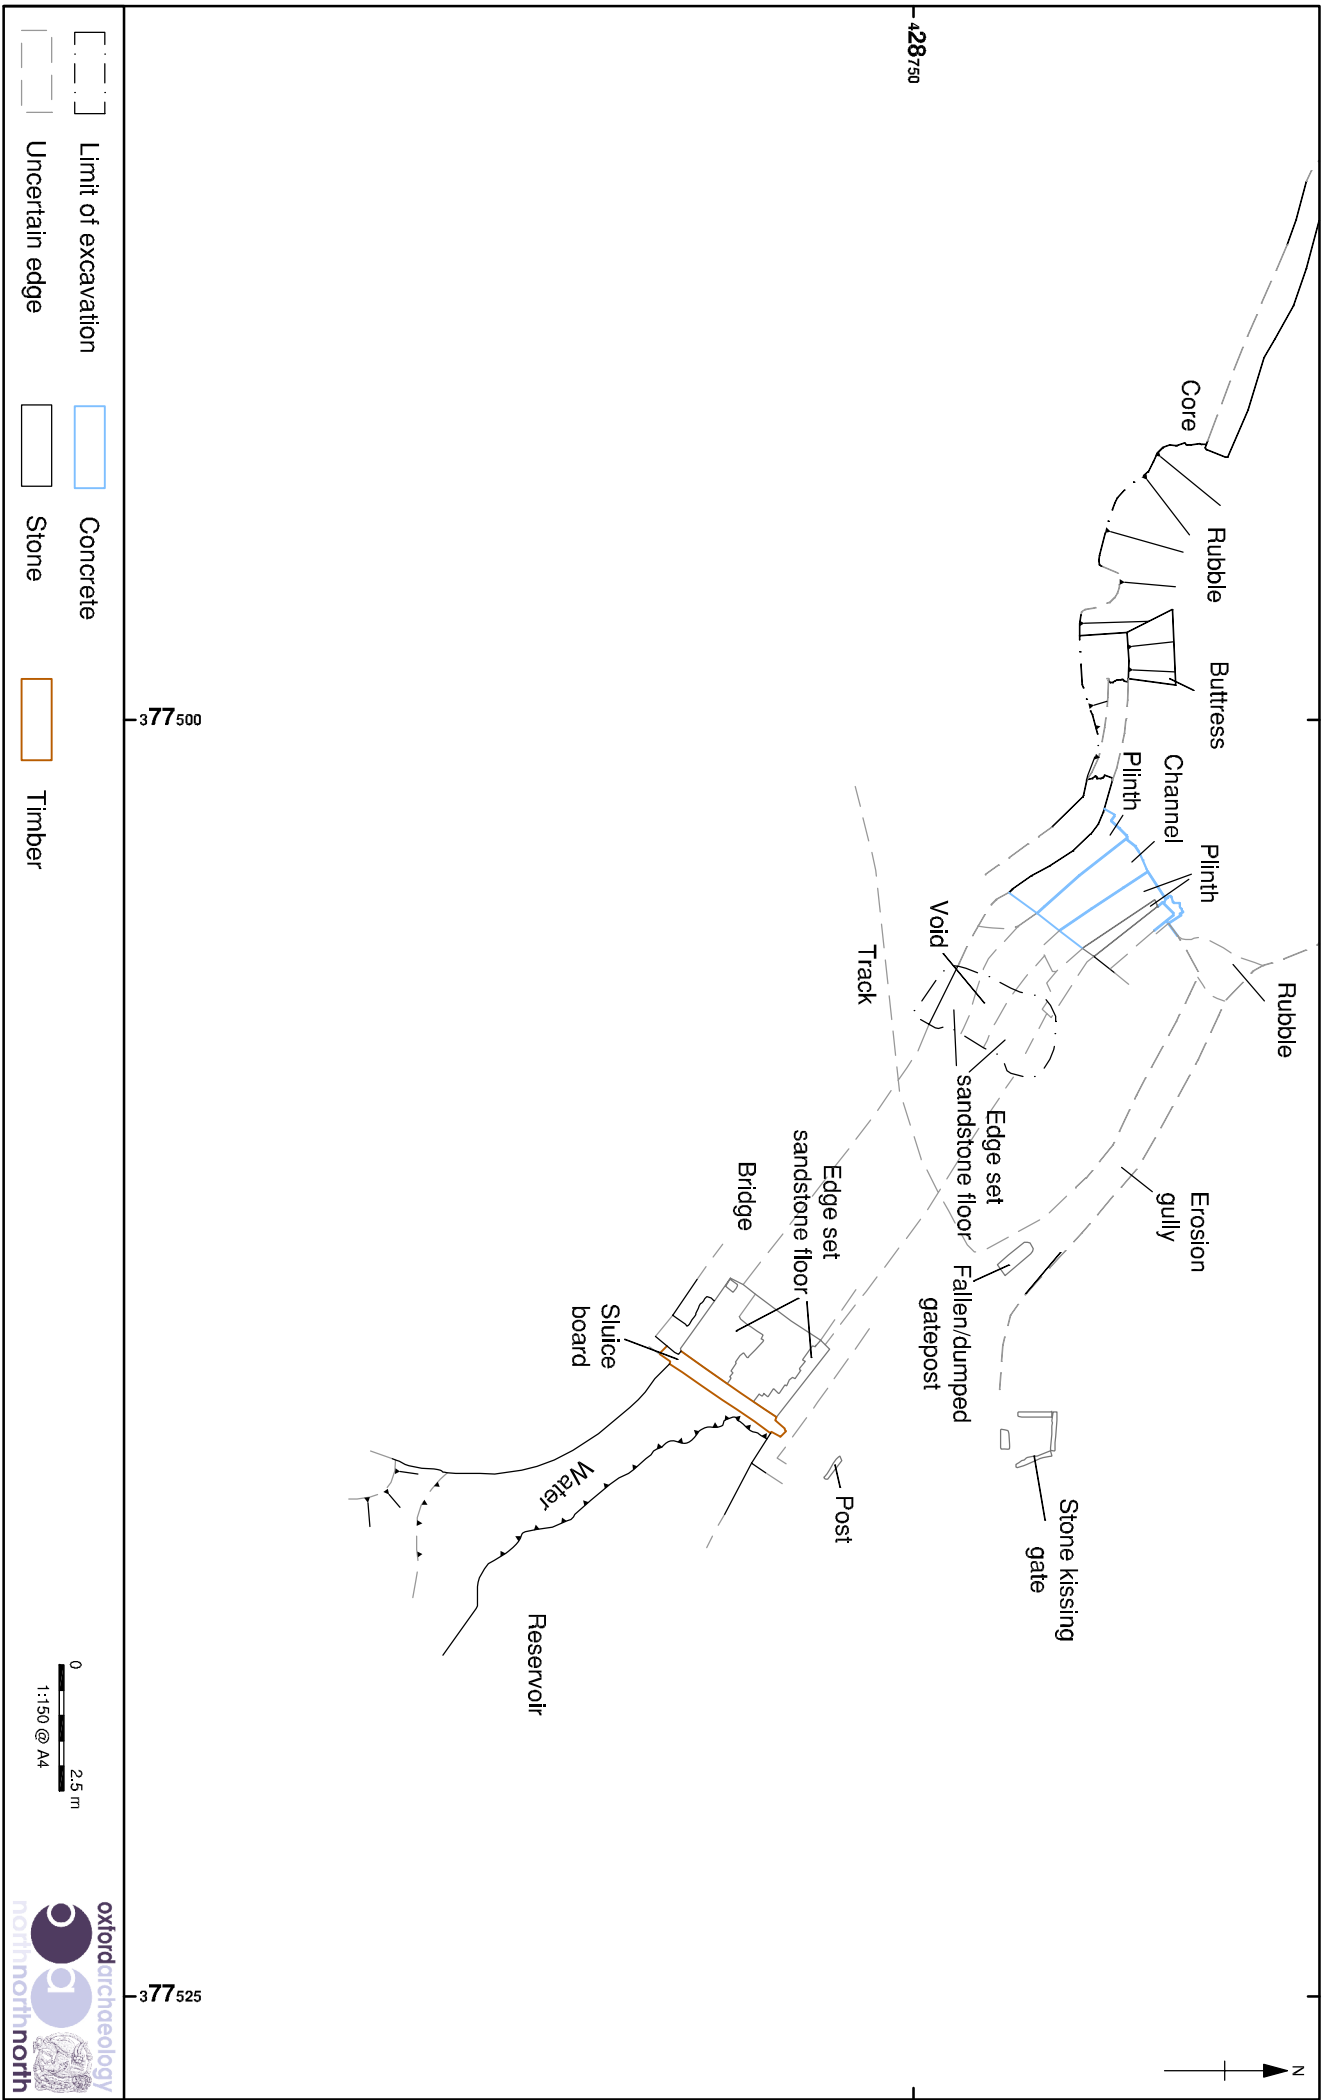 N
428750
377500
377525
Core
Rubble
Buttress
Plinth
Channel
Plinth
Rubble
Void
Track
Edge set
sandstone floor
Erosion
gully
Edge set
sandstone floor
Bridge
Fallen/dumped
gatepost
Sluice
board
Water
Post
Stone kissing
gate
Reservoir
Limit of excavation
Concrete
Uncertain edge
Stone
Timber
0
2.5 m
1:150 @ A4
oxfordarchaeology
oa
northnorthnorth